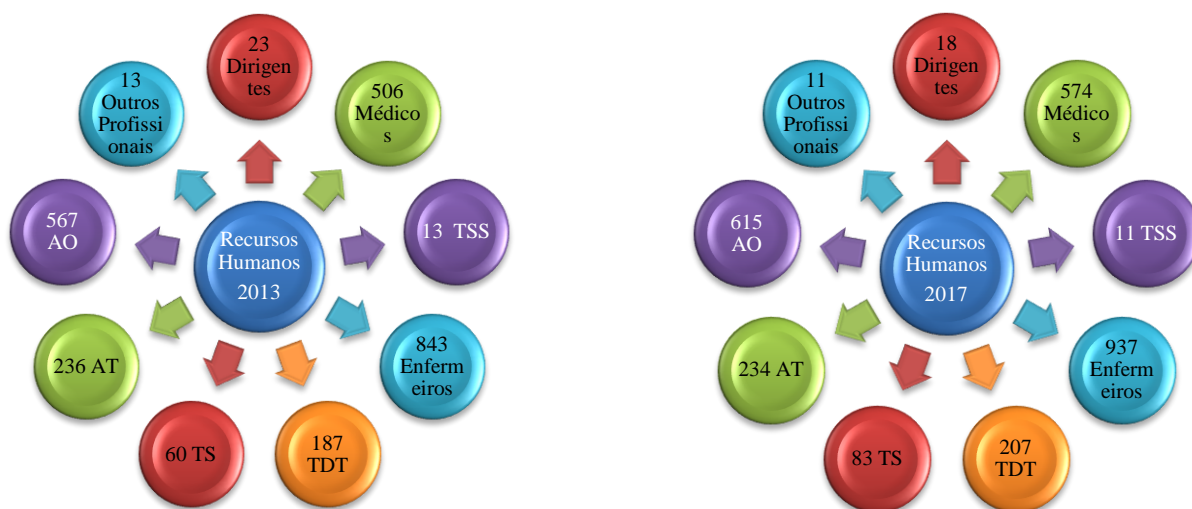 23
Dirigen
tes
506
Médico
s
13 TSS
843
Enferm
eiros
187
TDT
60 TS
236 AT
567
AO
13
Outros
Profissi
onais
Recursos
Humanos
2013
18
Dirigen
tes
574
Médico
s
11 TSS
937
Enferm
eiros
207
TDT
83 TS
234 AT
615
AO
11
Outros
Profissi
onais
Recursos
Humanos
2017